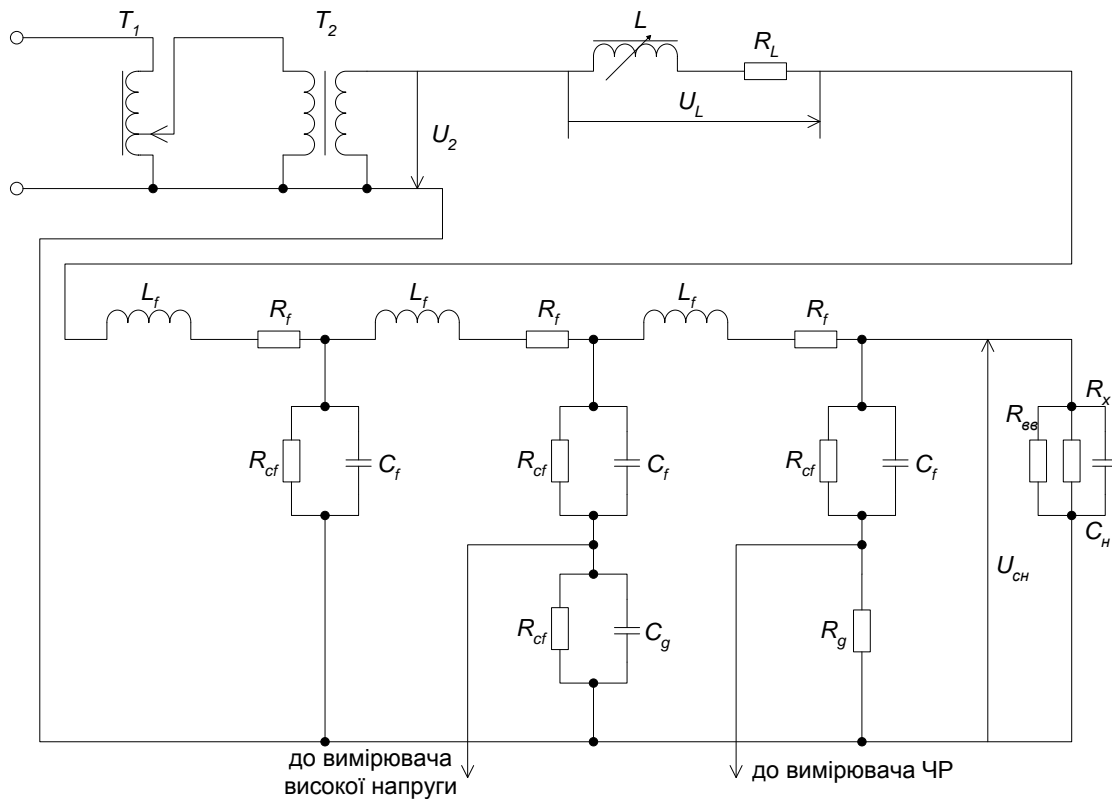 T1
T2
L
RL
UL
U2
Lf
Rf
Lf
Rf
Lf
Rf
Rx
Rвв
Rcf
Cf
Rcf
Cf
Rcf
Cf
Cн
Uсн
Rcf
Cg
Rg
до вимірювача
високої напруги
до вимірювача ЧР